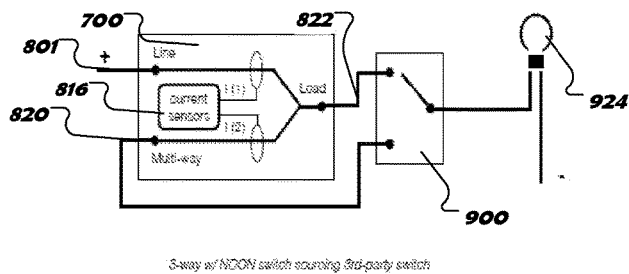 700
822
801
+
Line
816
current
sensors
I (1)
Load
924
820
I (2)
Multi-way
900
3-way w/ NOON switch sourcing 3rd-party switch